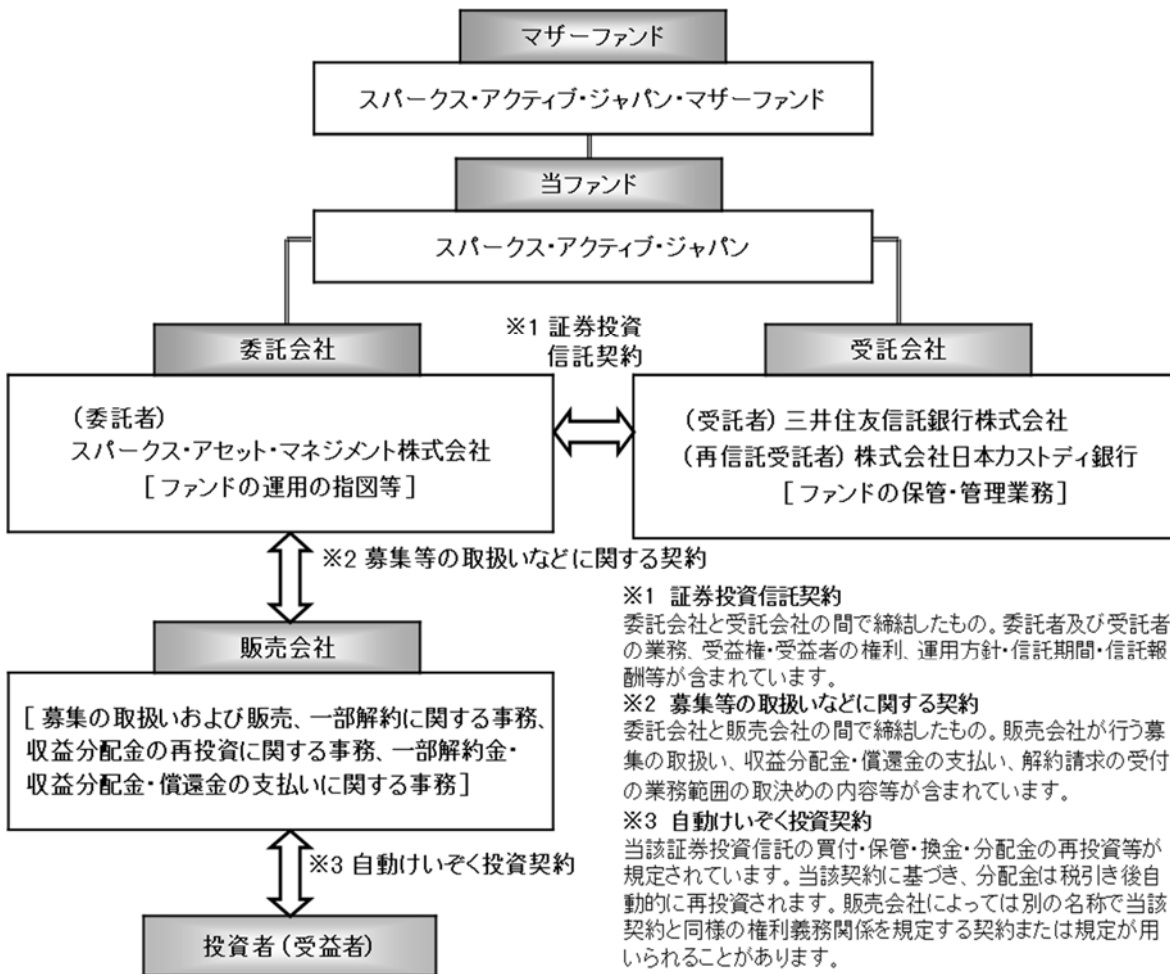 マザーファンド
スパークス・アクティブ・ジャパン・マザーファンド
当ファンド
スパークス・アクティブ・ジャパン
委託会社
※1 証券投資
信託契約
受託会社
(委託者)
スパークス・アセット・マネジメント株式会社
[ファンドの運用の指図等]
(受託者) 三井住友信託銀行株式会社
(再信託受託者) 株式会社日本カストディ銀行
[ファンドの保管・管理業務]
※2 募集等の取扱いなどに関する契約
販売会社
[募集の取扱いおよび販売、一部解約に関する事務、
収益分配金の再投資に関する事務、一部解約金・
収益分配金・償還金の支払いに関する事務]
※3 自動けいぞく投資契約
投資者(受益者)
※1 証券投資信託契約
委託会社と受託会社の間で締結したもの。委託者及び受託者
の業務、受益権・受益者の権利、運用方針・信託期間・信託報
酬等が含まれています。
※2 募集等の取扱いなどに関する契約
委託会社と販売会社の間で締結したもの。販売会社が行う募
集の取扱い、収益分配金・償還金の支払い、解約請求の受付
の業務範囲の取決めの内容等が含まれています。
※3 自動けいぞく投資契約
当該証券投資信託の買付・保管・換金・分配金の再投資等が
規定されています。当該契約に基づき、分配金は税引き後自
動的に再投資されます。販売会社によっては別の名称で当該
契約と同様の権利義務関係を規定する契約または規定が用
いられることがあります。